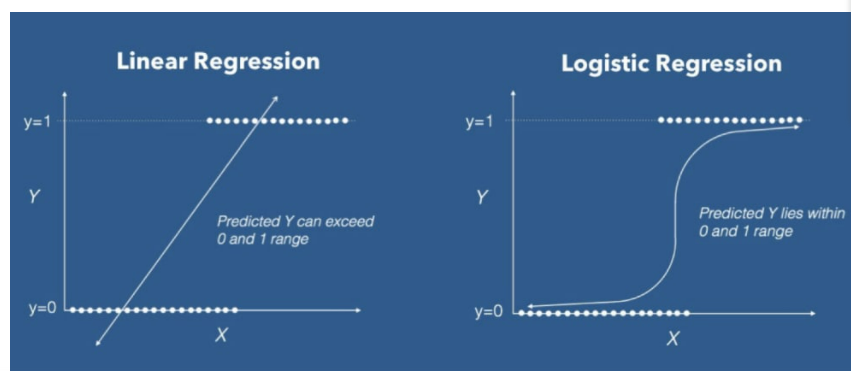 Linear Regression
y=1
Y
Predicted Y can exceed
0 and 1 range
y=0
X
Logistic Regression
y=1
Y
Predicted Y lies within
0 and 1 range
y=0
X